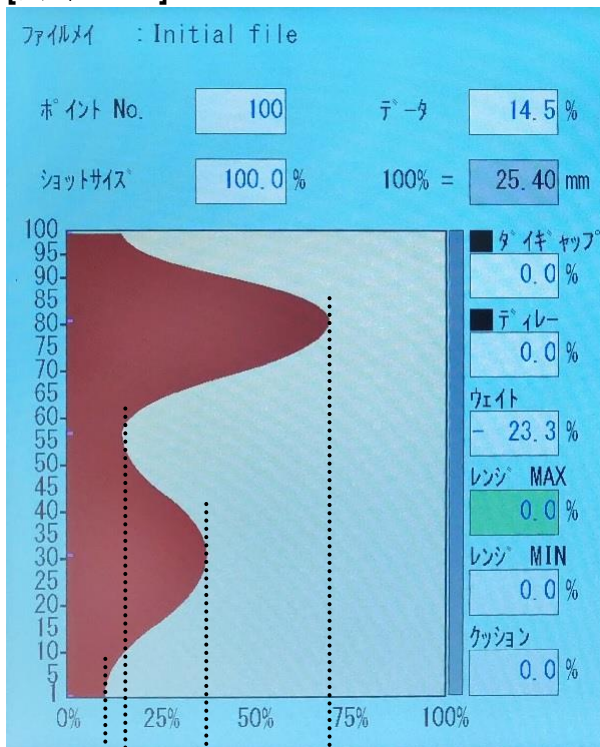 ﾌｧｲﾙﾒｲ : Initial file
ﾎﾟｲﾝﾄ No. 100 ﾃﾞｰﾀ 14.5 %
ｼｮｯﾄｻｲｽﾞ 100.0 % 100% = 25.40 mm
100
95
90
85
80
75
70
65
60
55
50
45
40
35
30
25
20
15
10
5
1
0% 25% 50% 75% 100%
ﾀﾞｲｷﾞｬｯﾌﾟ
0.0 %
ﾃﾞｨﾚｰ
0.0 %
ｳｪｲﾄ
- 23.3 %
ﾚﾝｼﾞ MAX
0.0 %
ﾚﾝｼﾞ MIN
0.0 %
ｸｯｼｮﾝ
0.0 %